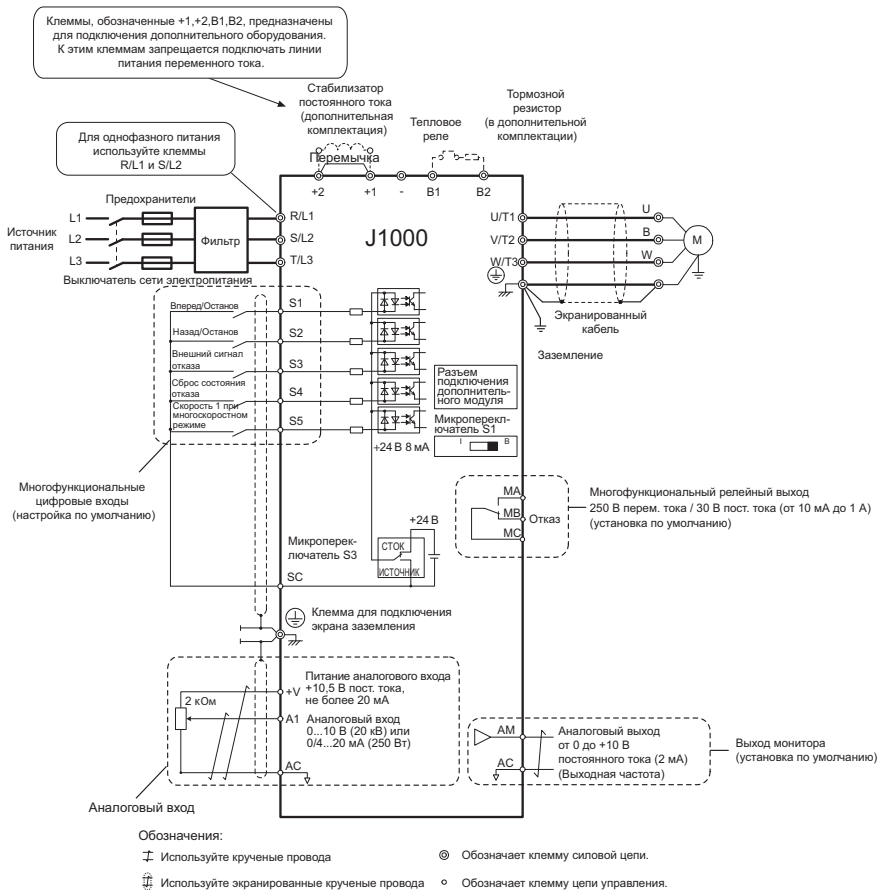 Клеммы, обозначенные +1,+2,B1,B2, предназначены
для подключения дополнительного оборудования.
К этим клеммам запрещается подключать линии
питания переменного тока.
Стабилизатор
постоянного тока
(дополнительная
комплектация)
Тепловое
реле
Тормозной
резистор
(в дополнительной
комплектации)
Для однофазного питания
используйте клеммы
R/L1 и S/L2
Перемычка
+2
+1
-
B1
B2
Предохранители
Источник
питания
L1
L2
L3
Фильтр
R/L1
S/L2
T/L3
J1000
U/T1
V/T2
W/T3
U
В
W
M
Выключатель сети электропитания
Экранированный
кабель
Заземление
Вперед/Останов
S1
Назад/Останов
S2
Внешний сигнал
отказа
S3
Сброс состояния
отказа
S4
Скорость 1 при
многоскоростном
режиме
S5
Разъем
подключения
дополнитель-
ного модуля
Микроперекл-
ючатель S1
I
В
+24 В 8 мА
Многофункциональные
цифровые входы
(настройка по умолчанию)
MA
MB
MC
Отказ
Многофункциональный релейный выход
250 В перем. тока / 30 В пост. тока (от 10 мА до 1 А)
(установка по умолчанию)
+24 В
Микроперек-
лючатель S3
СТОК
ИСТОЧНИК
SC
Клемма для подключения
экрана заземления
2 кОм
+V
Питание аналогового входа
+10,5 В пост. тока,
не более 20 мА
A1
Аналоговый вход
0...10 В (20 кВ) или
0/4...20 мА (250 Вт)
AC
Аналоговый вход
AM
AC
Аналоговый выход
от 0 до +10 В
постоянного тока (2 мА)
(Выходная частота)
Выход монитора
(установка по умолчанию)
Обозначения:
Используйте крученые провода
Обозначает клемму силовой цепи.
Используйте экранированные крученые провода
Обозначает клемму цепи управления.